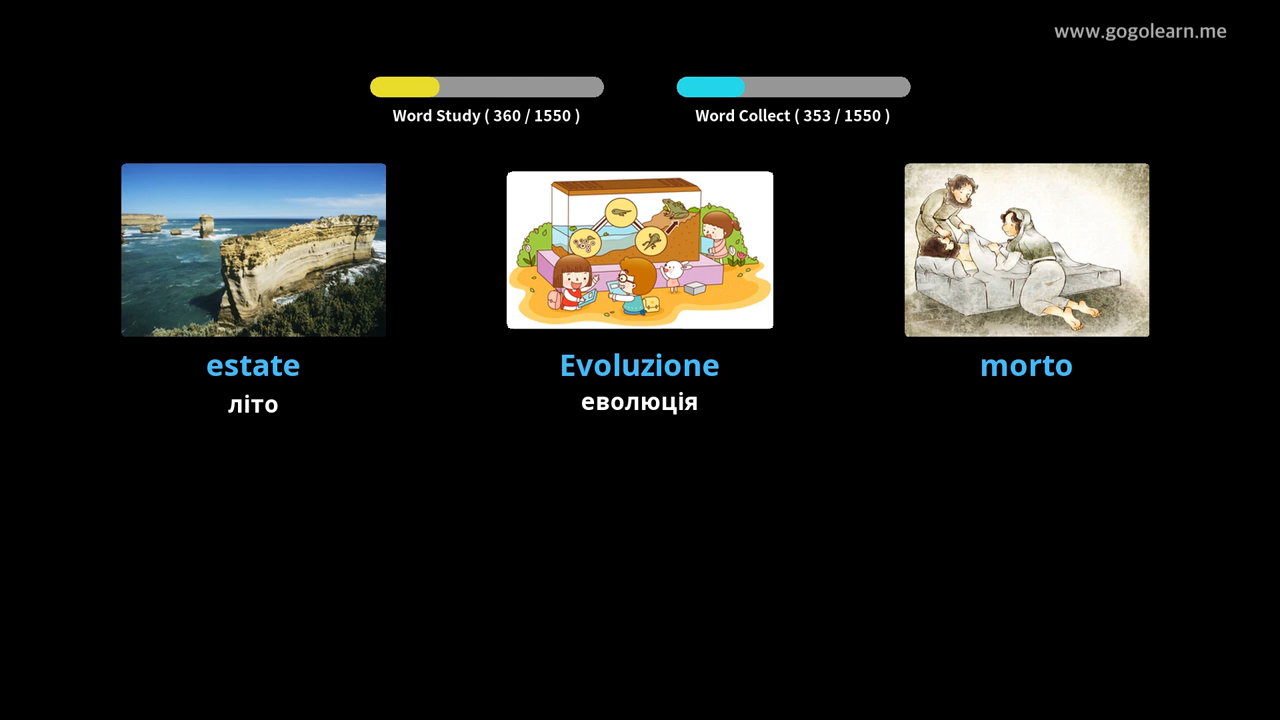 www.gogolearn.me
Word Study ( 360 / 1550 )
Word Collect ( 353 / 1550 )
estate
Evoluzione
morto
літо
еволюція